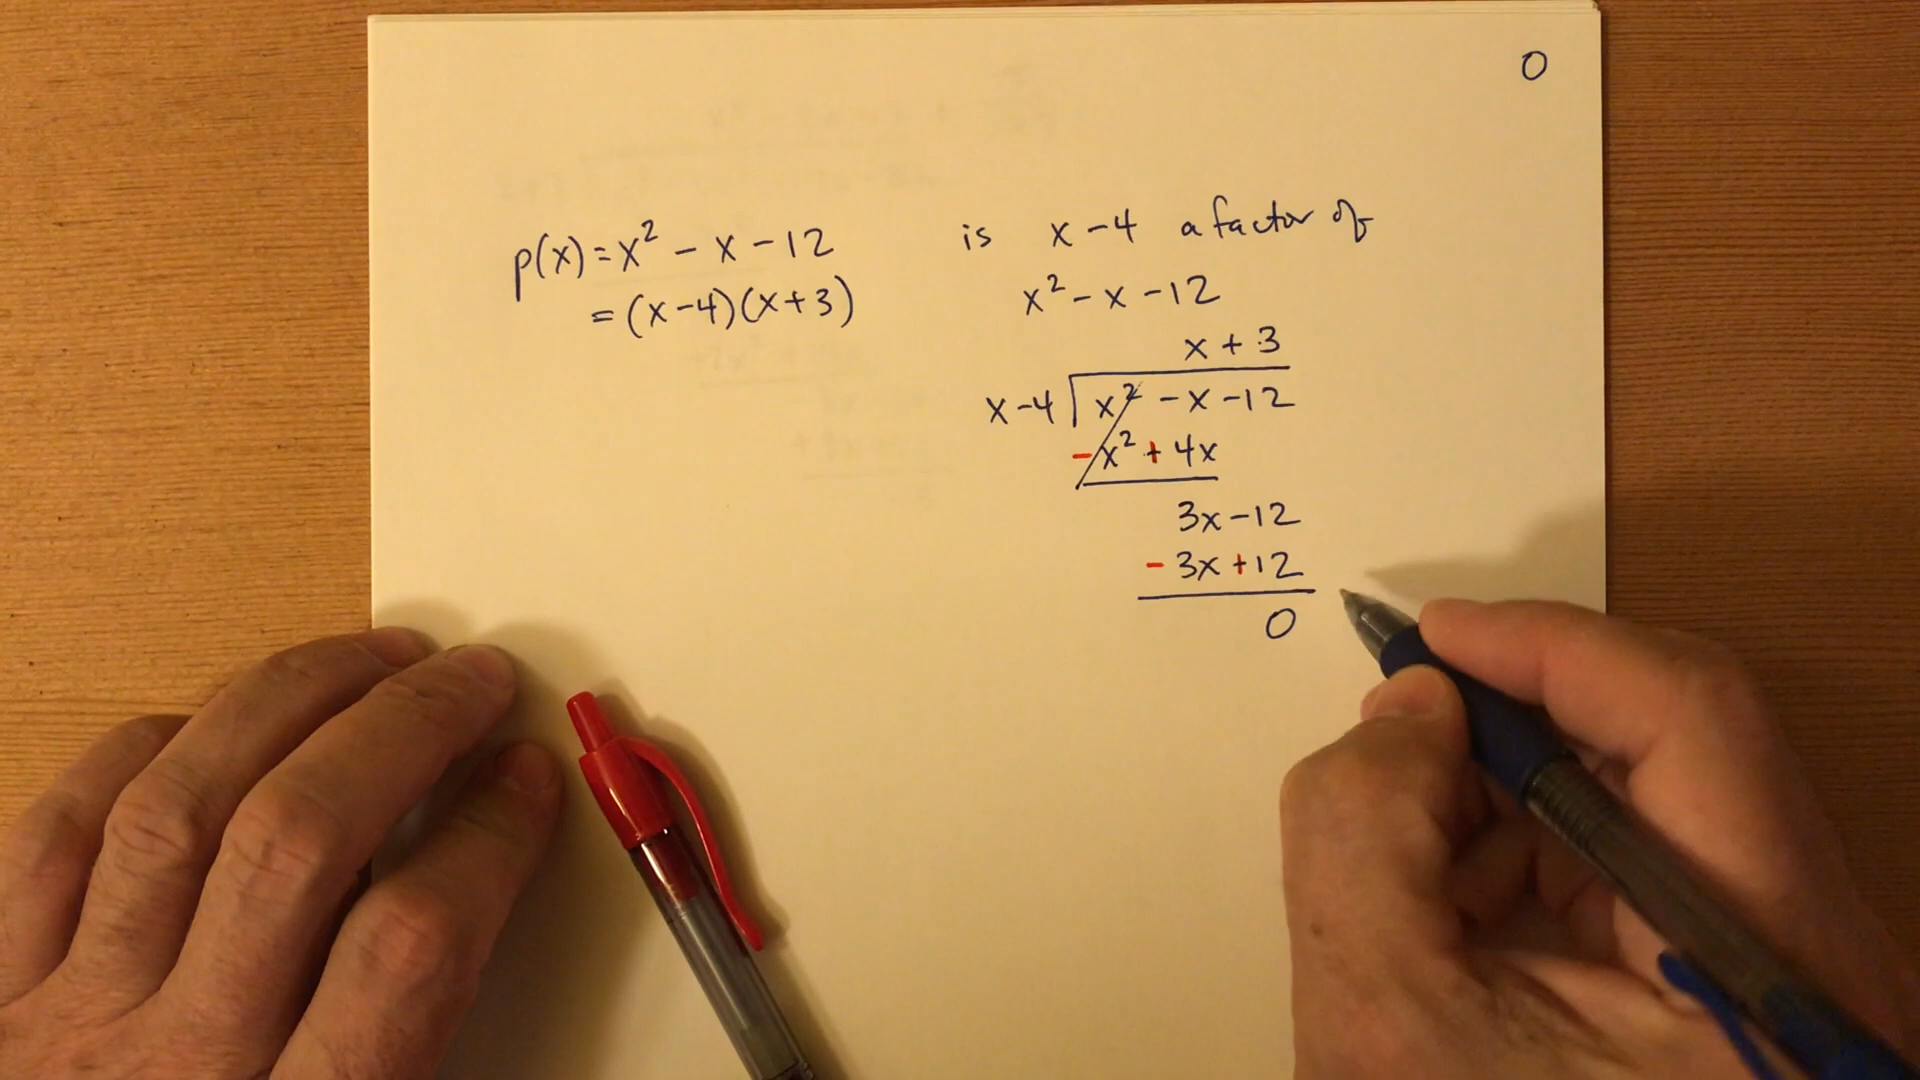 0
p(x) = x² - x - 12
= (x-4)(x+3)
is x-4 a factor of
x² - x - 12
x + 3
x-4 x² - x - 12
- x² + 4x
3x-12
- 3x +12
0